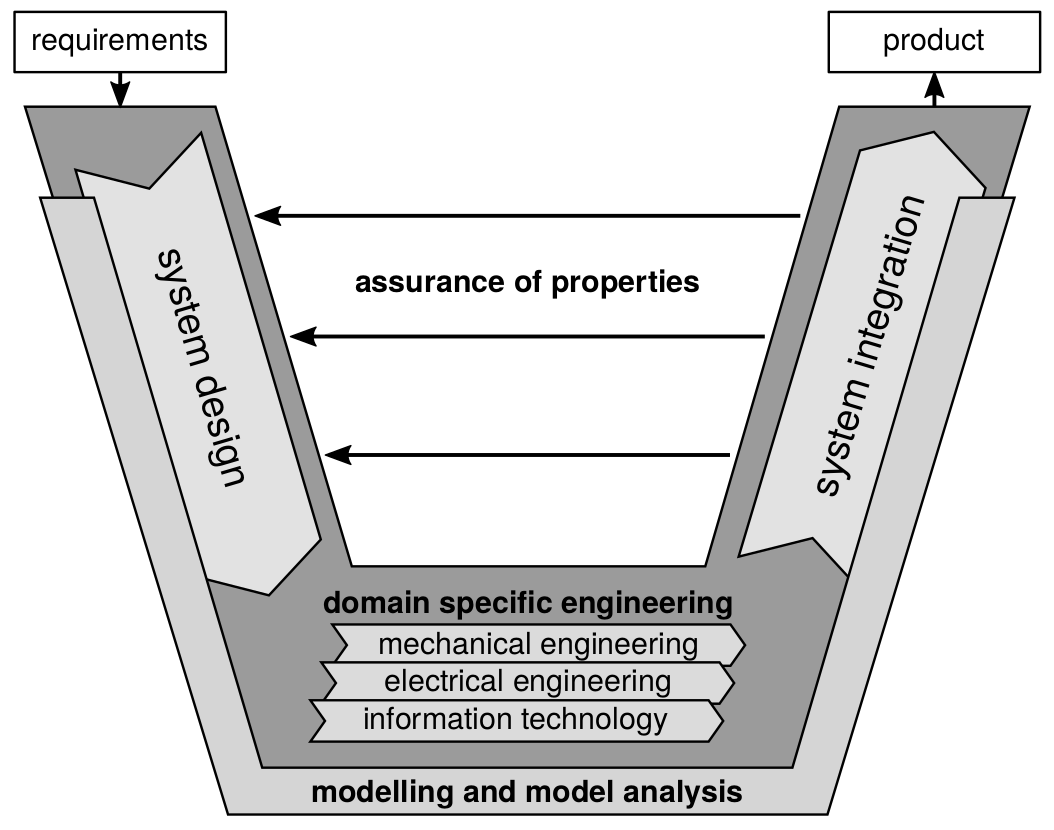 requirements
product
system design
assurance of properties
system integration
domain specific engineering
mechanical engineering
electrical engineering
information technology
modelling and model analysis